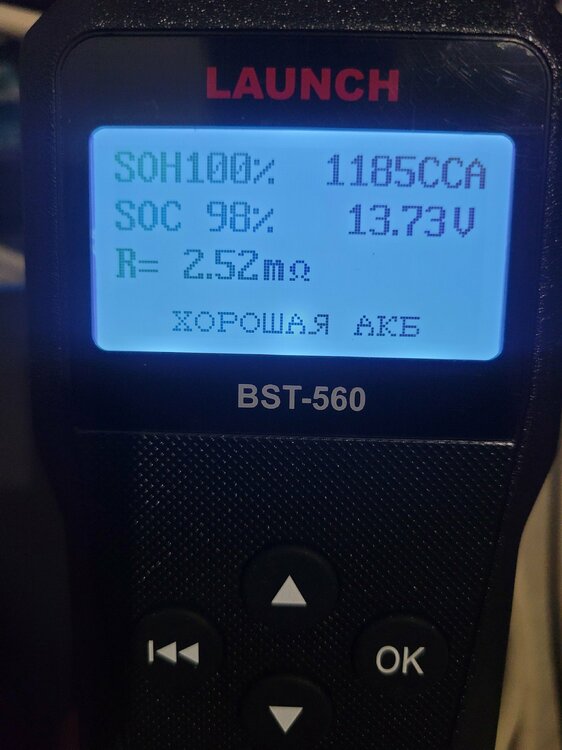 LAUNCH
SOH100% 1185CCA
SOC 98% 13.73V
R= 2.52mΩ
ХОРОШАЯ АКБ
BST-560
OK